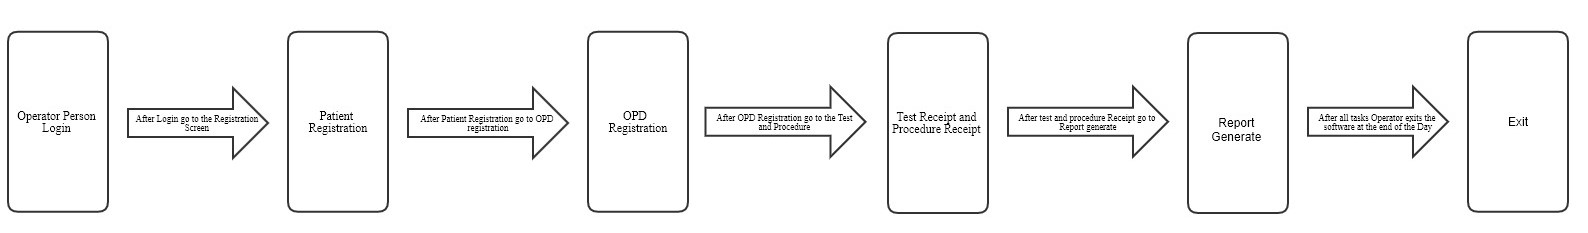 Operator Person
Login
After Login go to the Registration
Screen
Patient
Registration
After Patient Registration go to OPD
registration
OPD
Registration
After OPD Registration go to the Test
and Procedure
Test Receipt and
Procedure Receipt
After test and procedure Receipt go to
Report generate
Report
Generate
After all tasks Operator exits the
software at the end of the Day
Exit